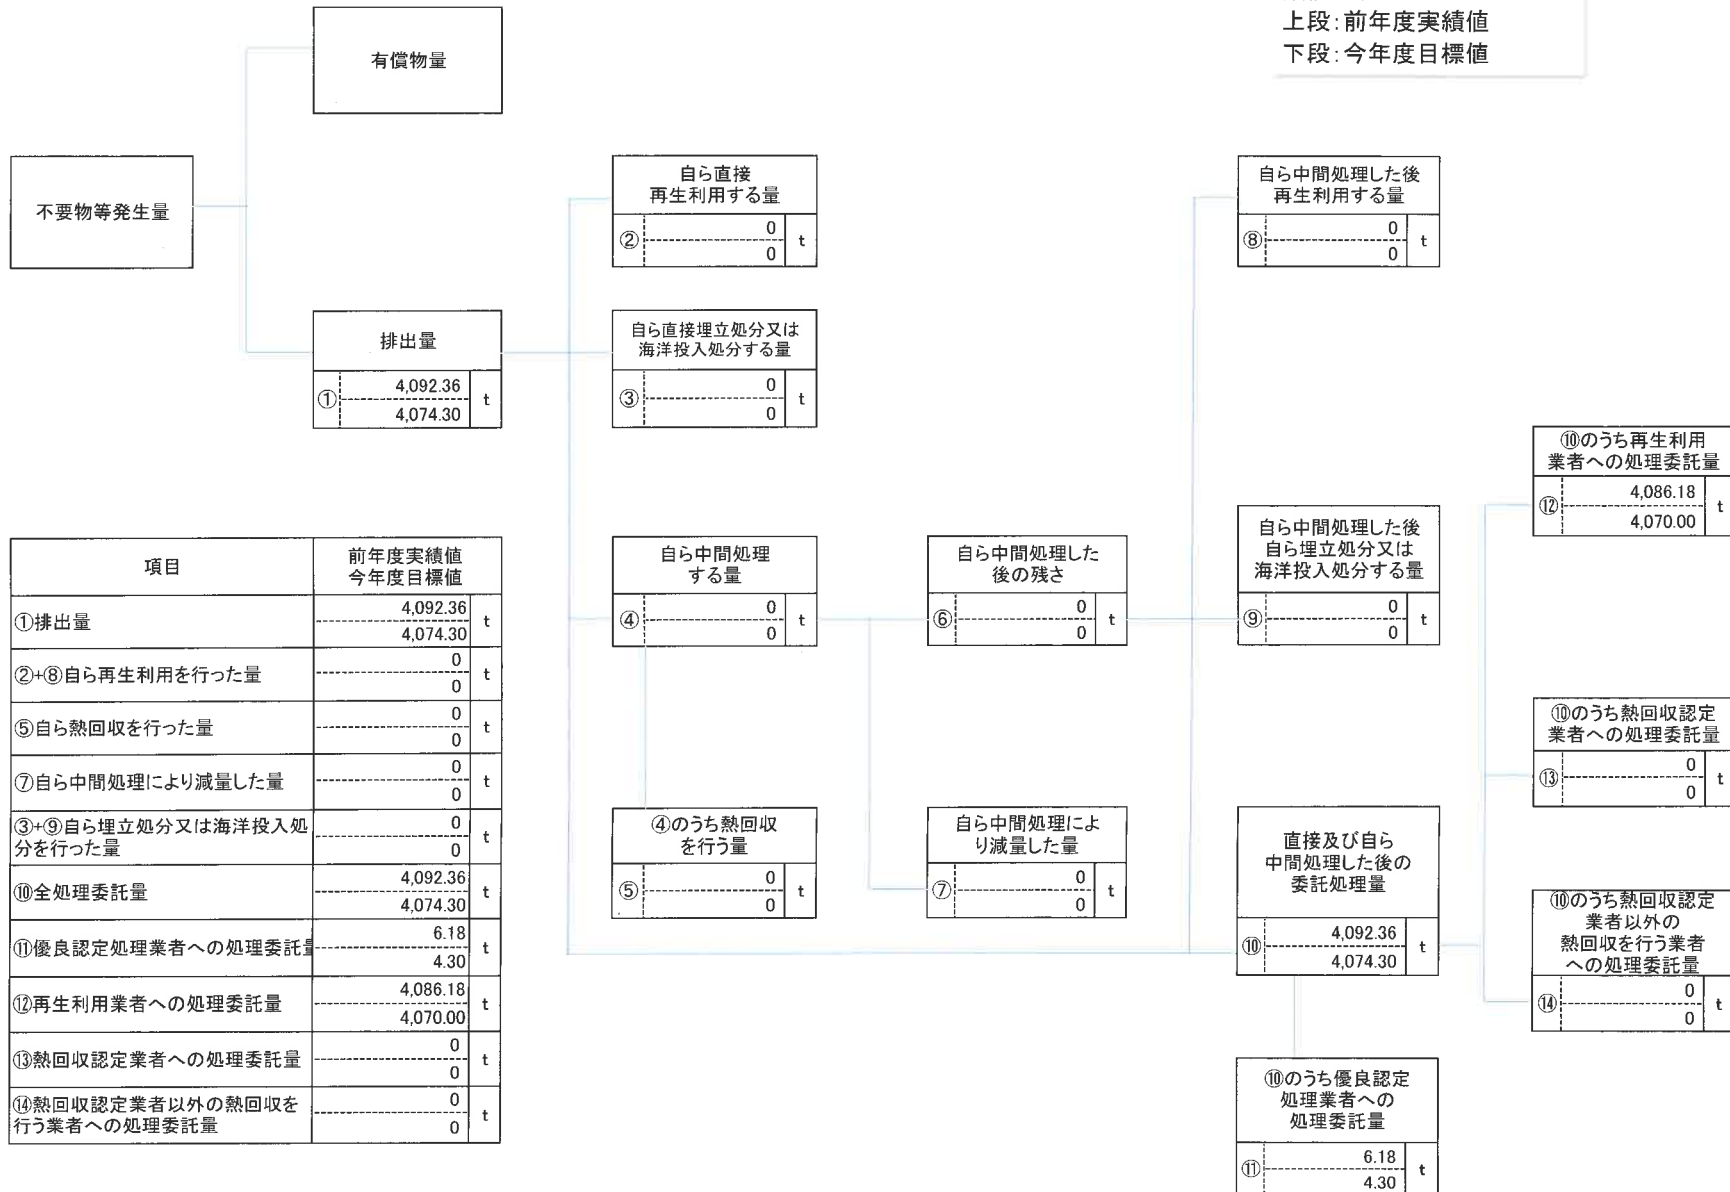 上段：前年度実績値
下段：今年度目標値
有償物量
不要物等発生量
排出量
①
4,092.36
4,074.30
t
自ら直接
再生利用する量
②
0
0
t
自ら直接埋立処分又は
海洋投入処分する量
③
0
0
t
自ら中間処理
する量
④
0
0
t
④のうち熱回収
を行う量
⑤
0
0
t
自ら中間処理した
後の残さ
⑥
0
0
t
自ら中間処理によ
り減量した量
⑦
0
0
t
自ら中間処理した後
再生利用する量
⑧
0
0
t
自ら中間処理した後
自ら埋立処分又は
海洋投入処分する量
⑨
0
0
t
直接及び自ら
中間処理した後の
委託処理量
⑩
4,092.36
4,074.30
t
⑩のうち優良認定
処理業者への
処理委託量
⑪
6.18
4.30
t
⑩のうち再生利用
業者への処理委託量
⑫
4,086.18
4,070.00
t
⑩のうち熱回収認定
業者への処理委託量
⑬
0
0
t
⑩のうち熱回収認定
業者以外の
熱回収を行う業者
への処理委託量
⑭
0
0
t
項目
前年度実績値
今年度目標値
①排出量
4,092.36
4,074.30
t
②+⑧自ら再生利用を行った量
0
0
t
⑤自ら熱回収を行った量
0
0
t
⑦自ら中間処理により減量した量
0
0
t
③+⑨自ら埋立処分又は海洋投入処
分を行った量
0
0
t
⑩全処理委託量
4,092.36
4,074.30
t
⑪優良認定処理業者への処理委託量
6.18
4.30
t
⑫再生利用業者への処理委託量
4,086.18
4,070.00
t
⑬熱回収認定業者への処理委託量
0
0
t
⑭熱回収認定業者以外の熱回収を
行う業者への処理委託量
0
0
t